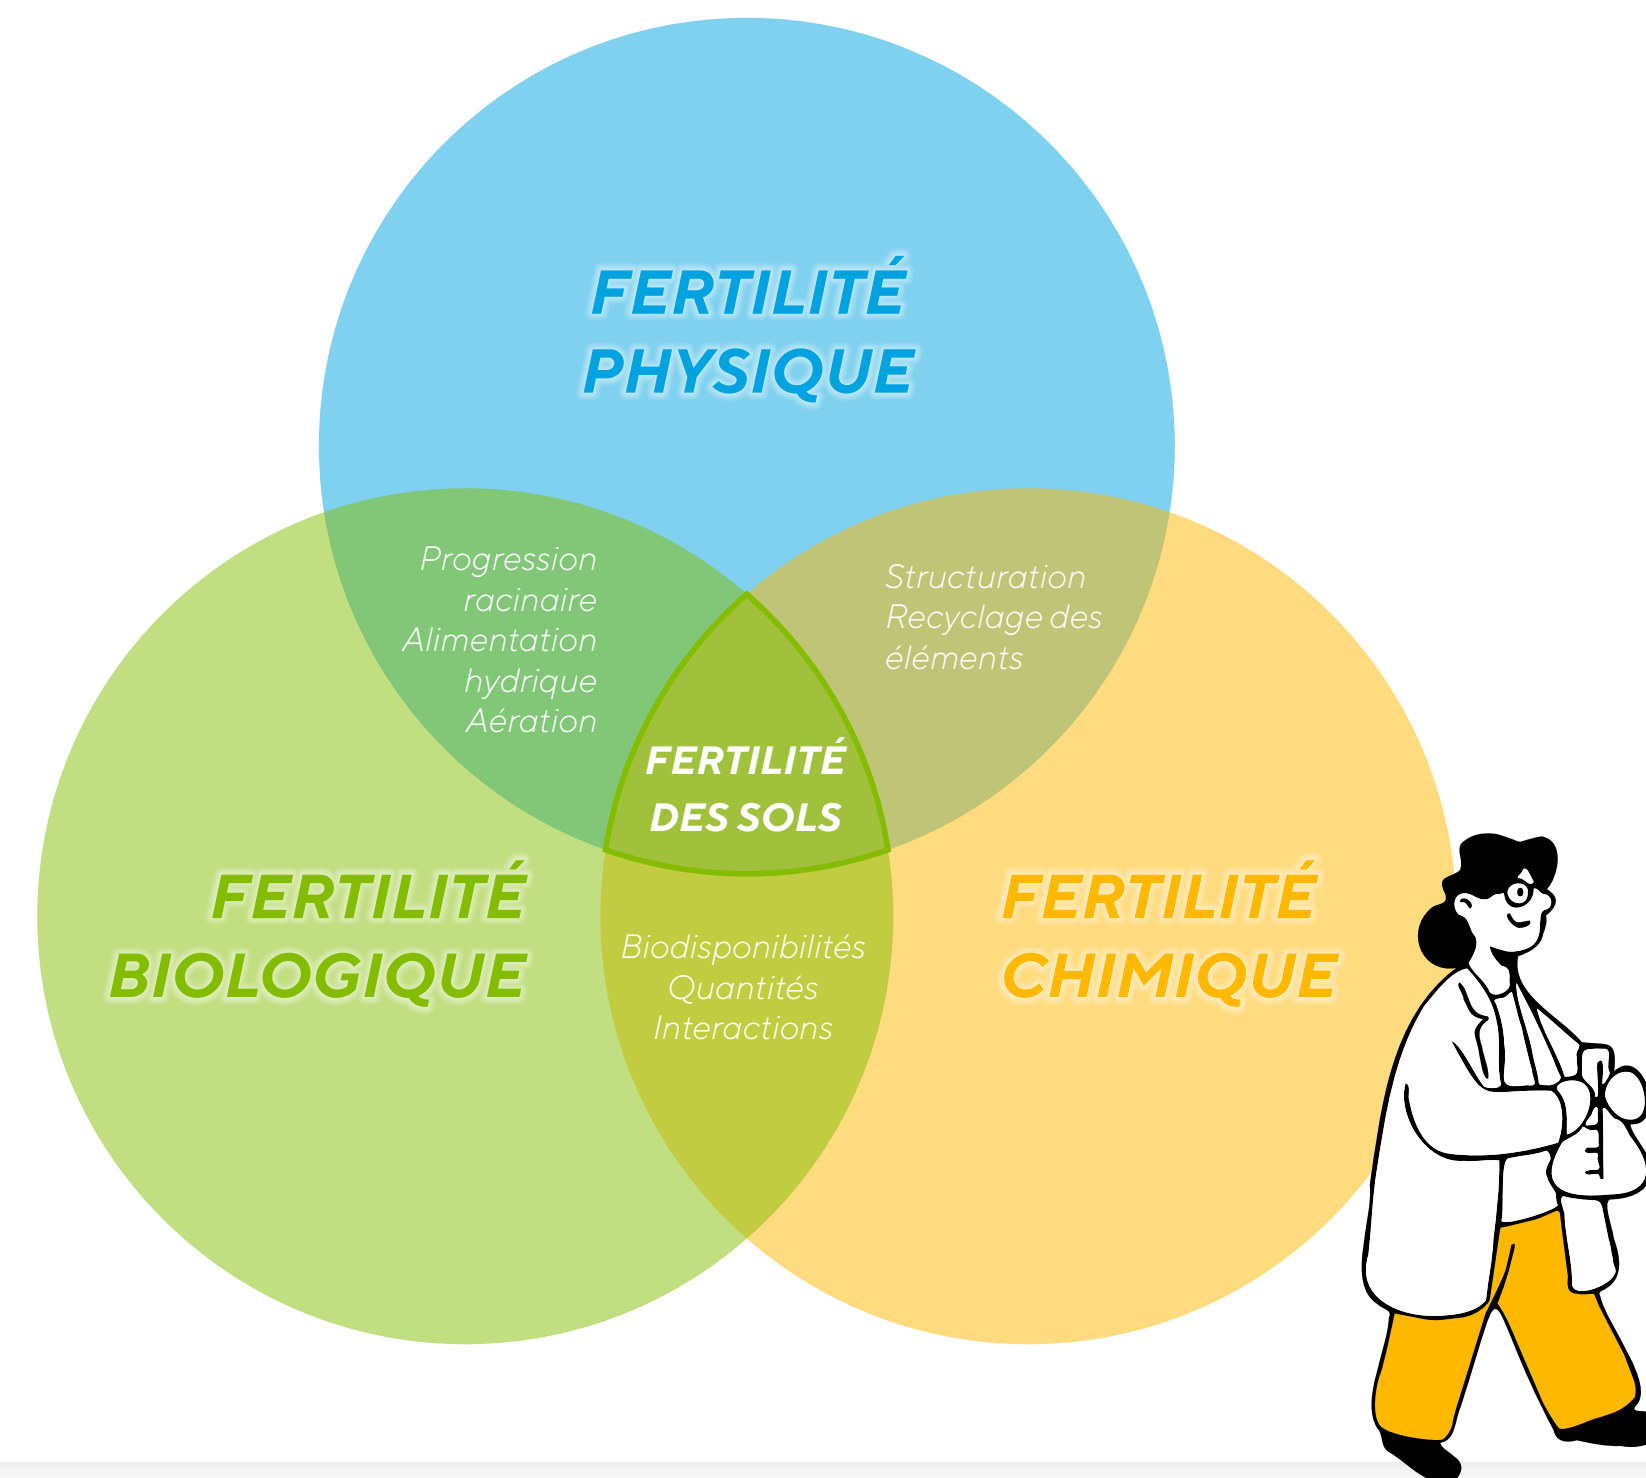 FERTILITÉ
PHYSIQUE
Progression
racinaire
Alimentation
hydrique
Aération
Structuration
Recyclage des
éléments
FERTILITÉ
DES SOLS
FERTILITÉ
BIOLOGIQUE
Biodisponibilités
Quantités
Interactions
FERTILITÉ
CHIMIQUE